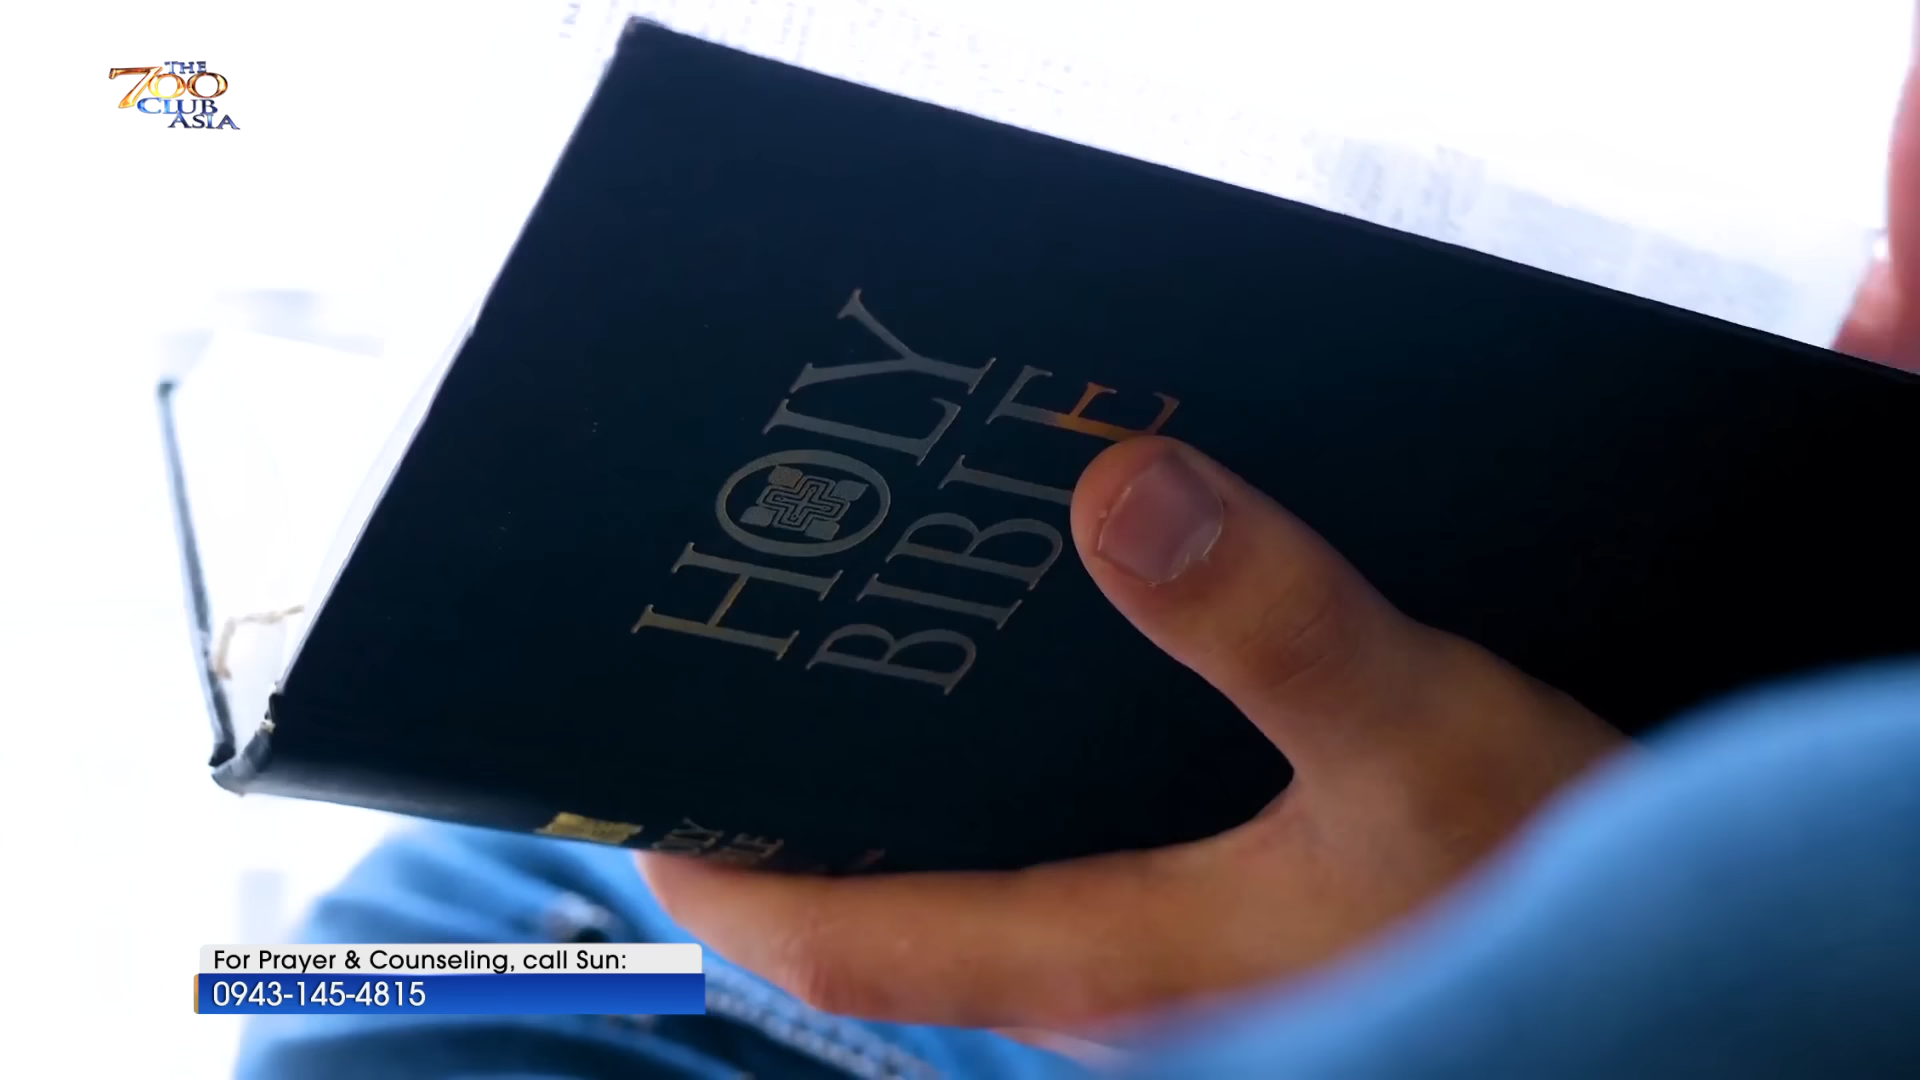 THE
700
CLUB
ASIA
HOLY
BIBLE
For Prayer & Counseling, call Sun:
0943-145-4815